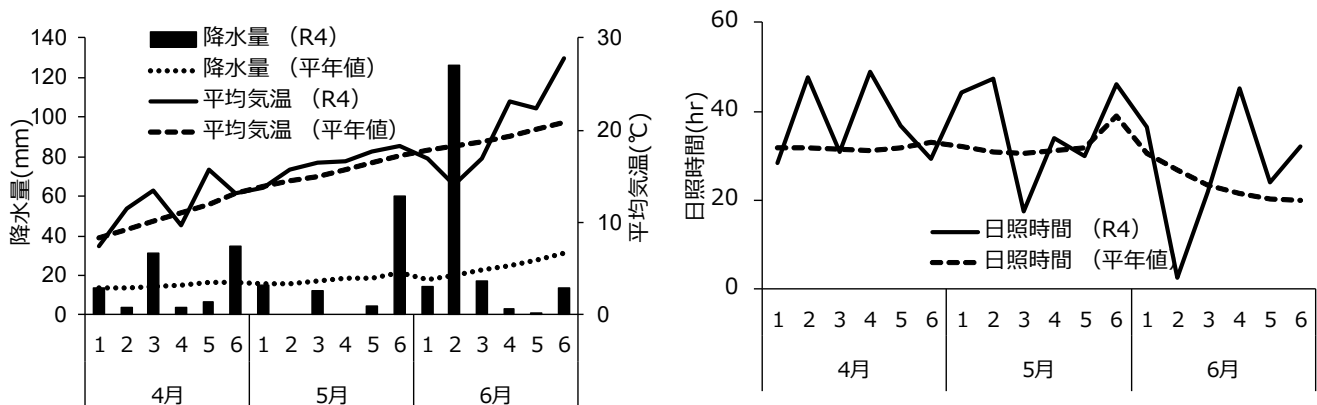 降水量 （R4）
降水量 （平年値）
平均気温 （R4）
平均気温 （平年値）
降水量(mm)
140
120
100
80
60
40
20
0
平均気温(℃)
30
20
10
0
1 2 3 4 5 6 1 2 3 4 5 6 1 2 3 4 5 6
4月 5月 6月
日照時間(hr)
60
40
20
0
日照時間 （R4）
日照時間 （平年値）
1 2 3 4 5 6 1 2 3 4 5 6 1 2 3 4 5 6
4月 5月 6月